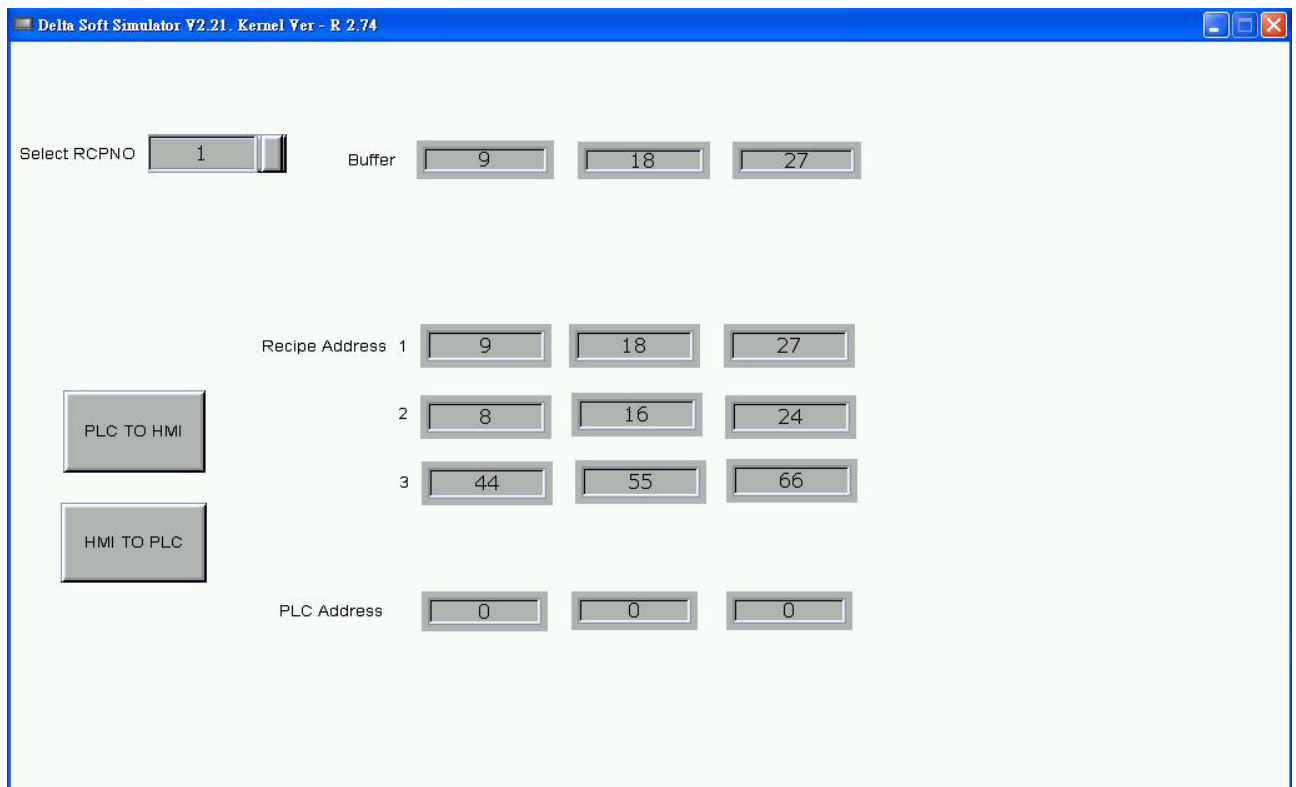 Delta Soft Simulator V2.21. Kernel Ver - R 2.74
Select RCPNO 1 Buffer 9 18 27
Recipe Address 1 9 18 27
2 8 16 24
PLC TO HMI
3 44 55 66
HMI TO PLC
PLC Address 0 0 0